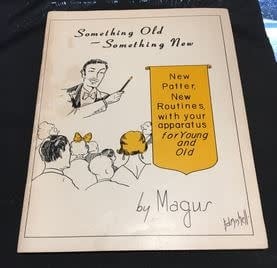 Something Old
— Something New
New
Patter,
New
Routines,
with your
apparatus
for Young
and
Old
by Magus